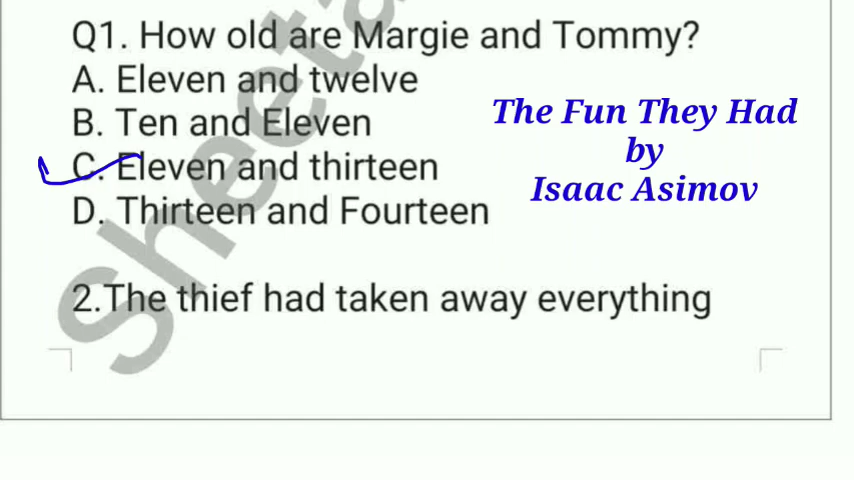 Q1. How old are Margie and Tommy?
A. Eleven and twelve
B. Ten and Eleven
C. Eleven and thirteen
D. Thirteen and Fourteen
The Fun They Had
by
Isaac Asimov
2.The thief had taken away everything
Sheeta